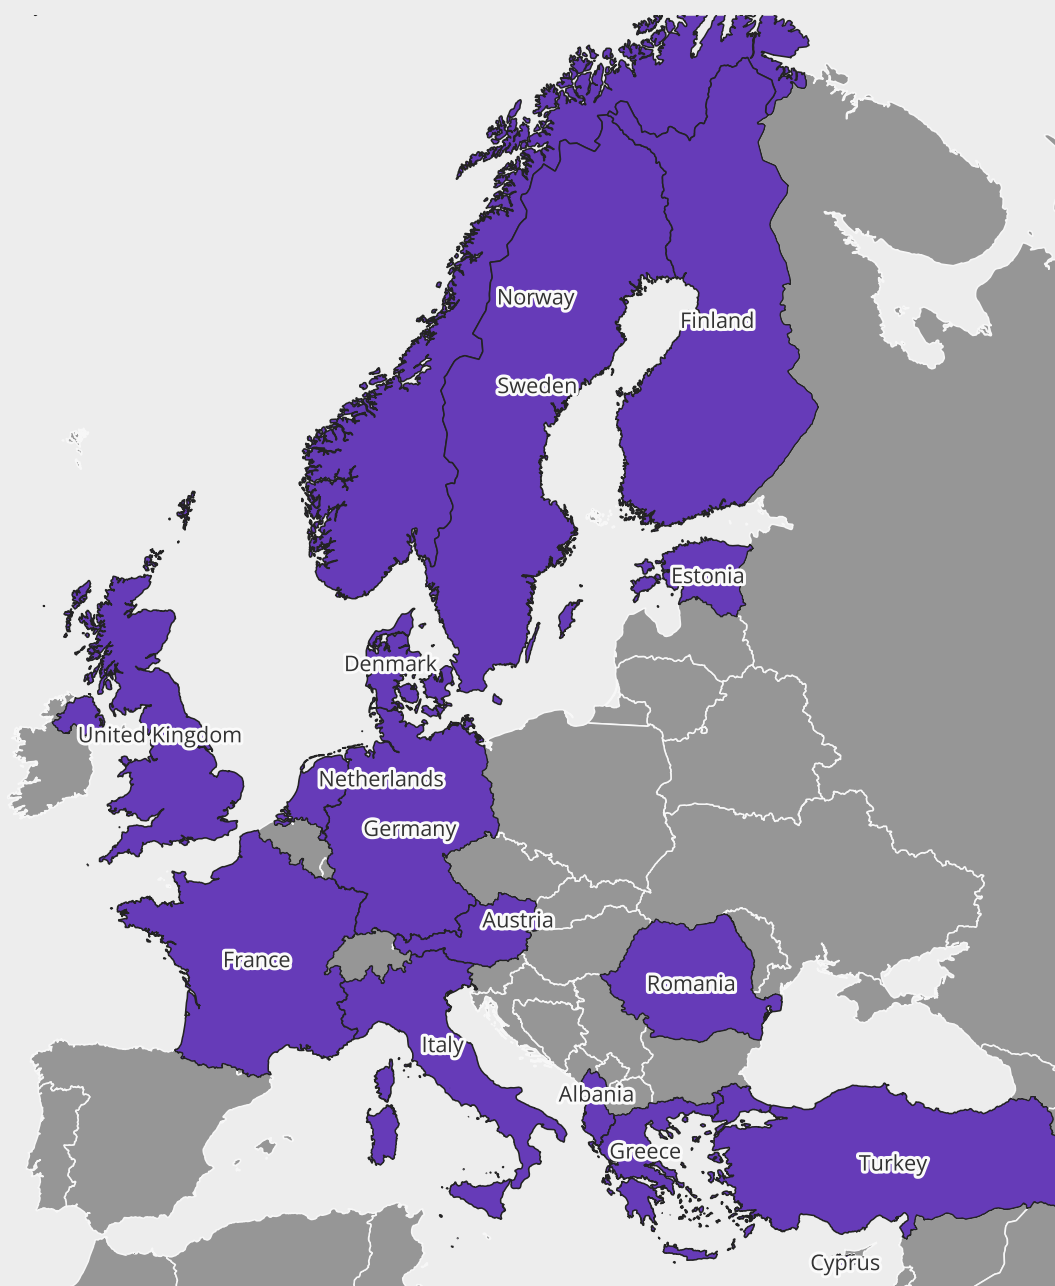 Norway
Finland
Sweden
Estonia
Denmark
United Kingdom
Netherlands
Germany
Austria
France
Romania
Italy
Albania
Greece
Turkey
Cyprus